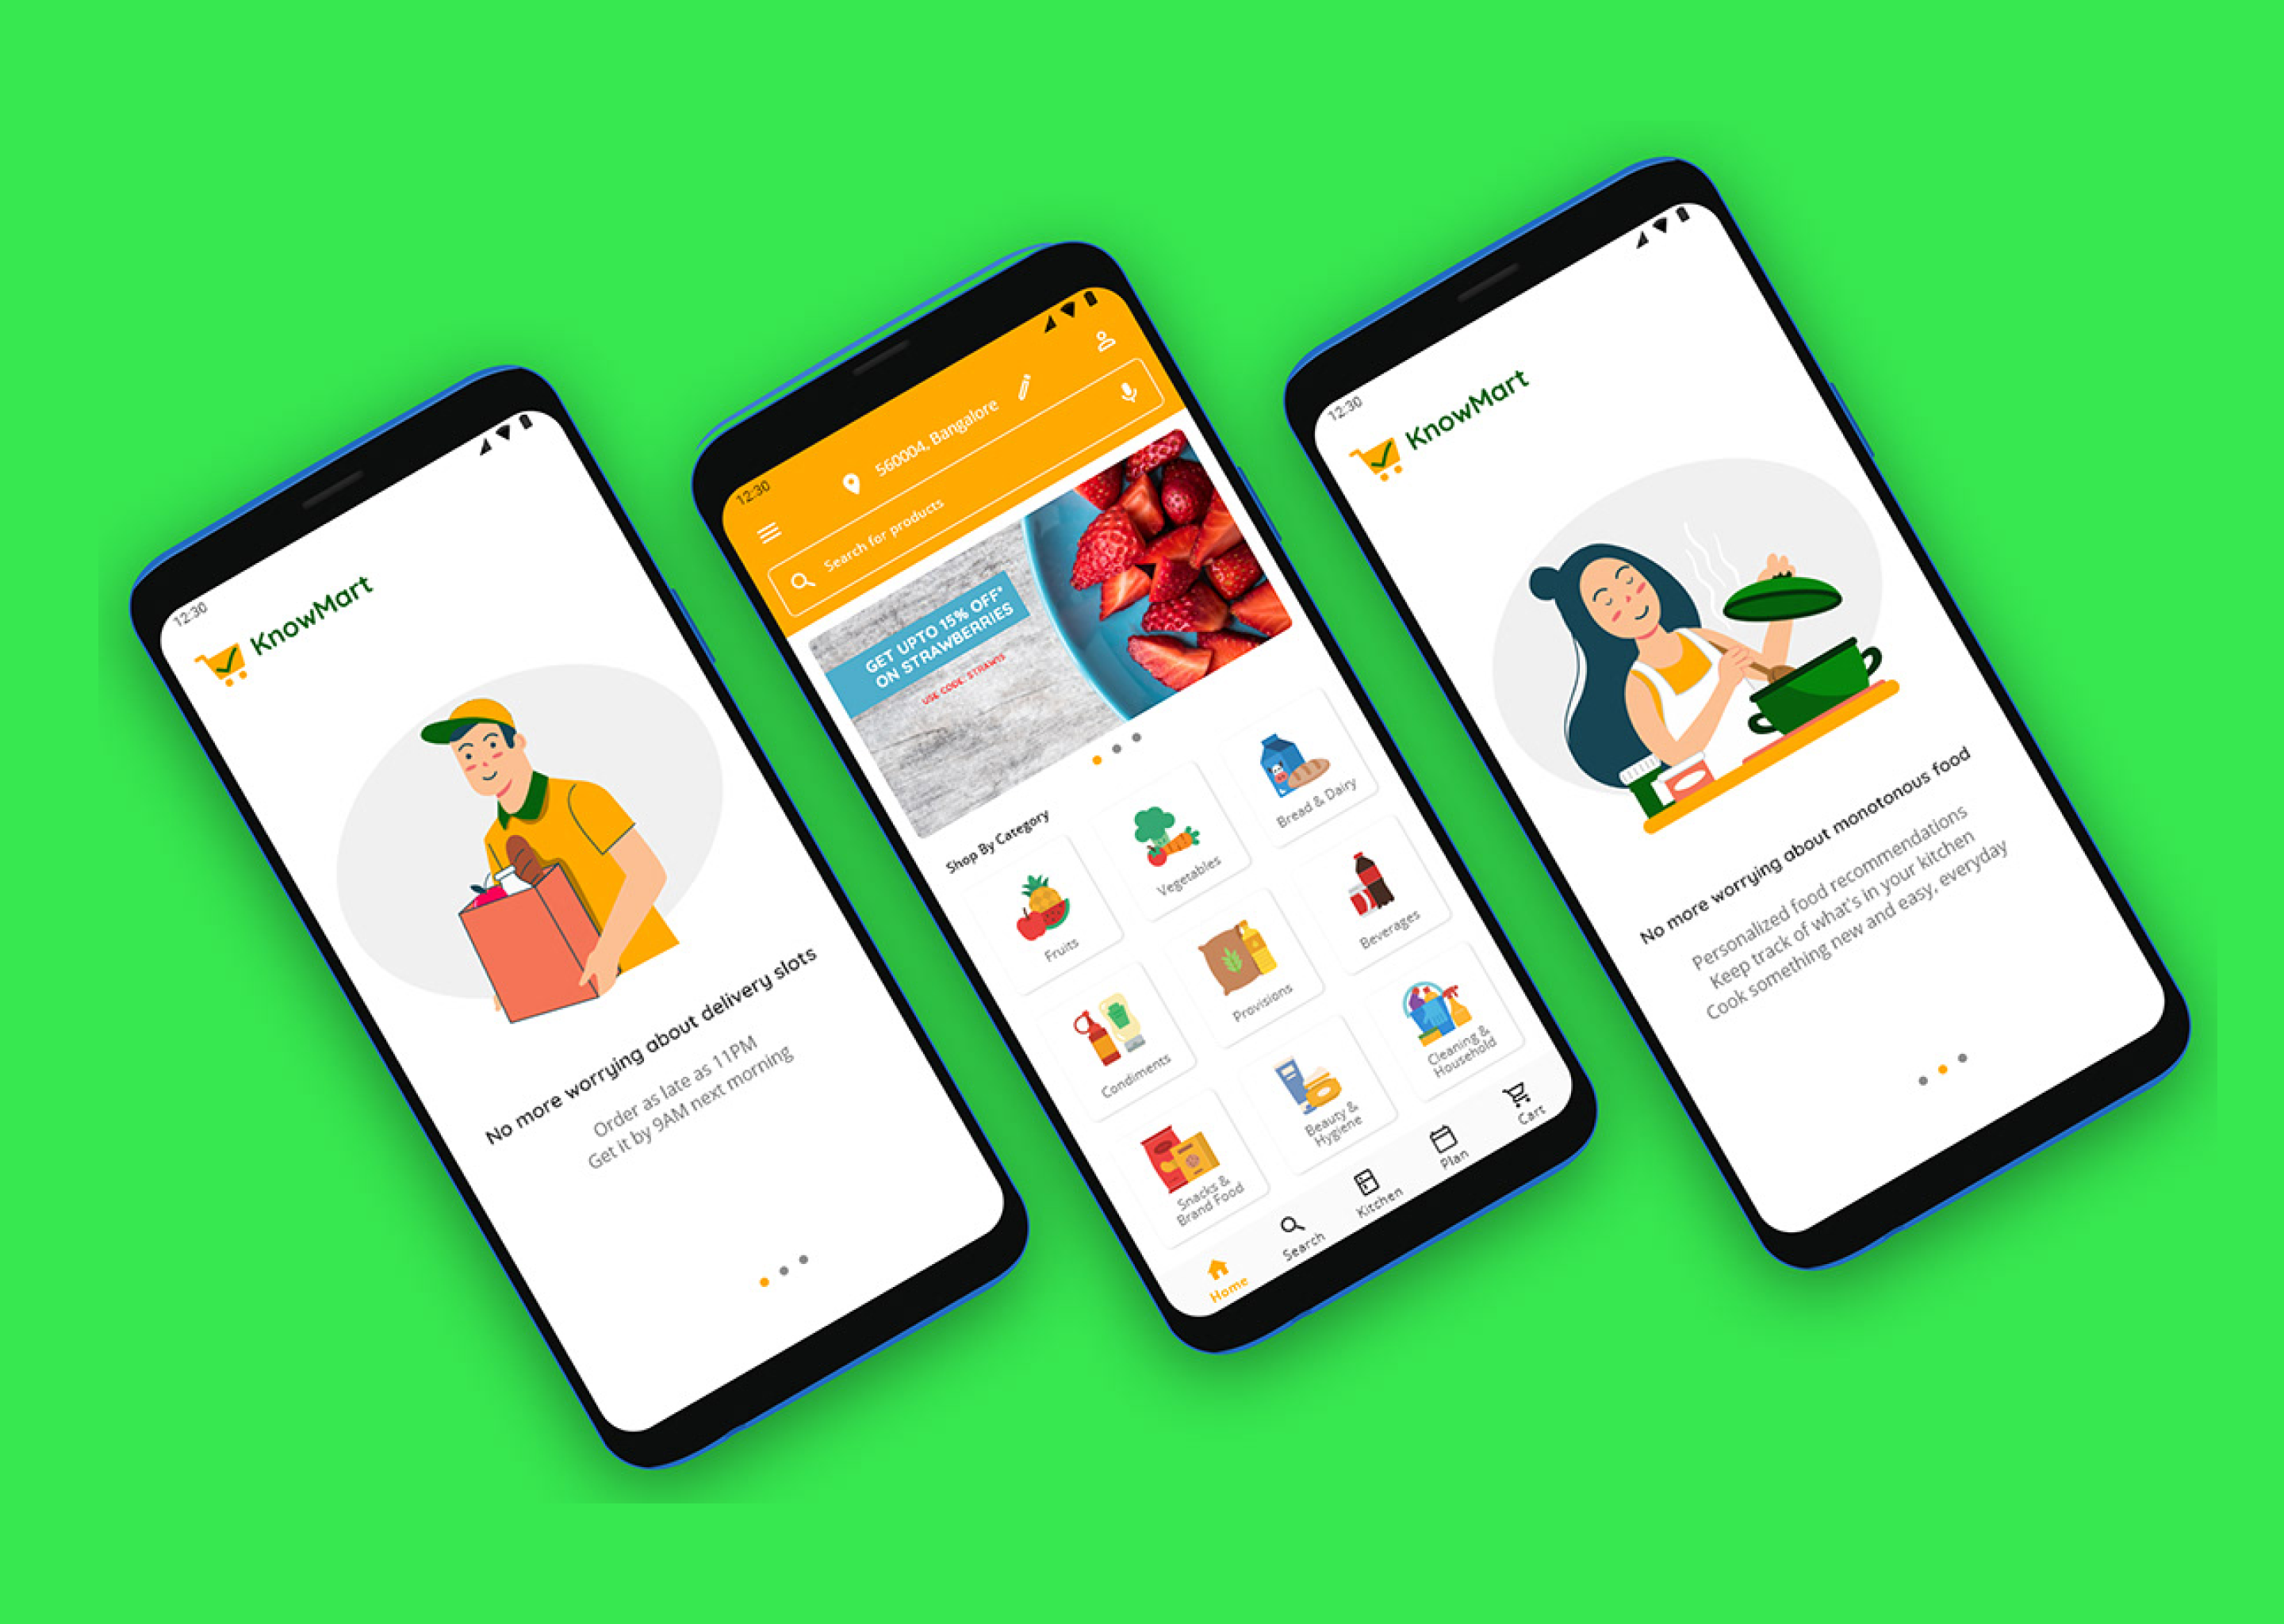 12:30
KnowMart
No more worrying about delivery slots
Order as late as 11PM
Get it by 9AM next morning
12:30
560004, Bangalore
Search for products
GET UPTO 15% OFF*
ON STRAWBERRIES
USE CODE: STRAW15
Shop By Category
Fruits
Vegetables
Bread & Dairy
Condiments
Provisions
Beverages
Snacks &
Brand Food
Beauty &
Hygiene
Cleaning &
Household
Home
Search
Kitchen
Plan
Cart
12:30
KnowMart
No more worrying about monotonous food
Personalized food recommendations
Keep track of what's in your kitchen
Cook something new and easy, everyday